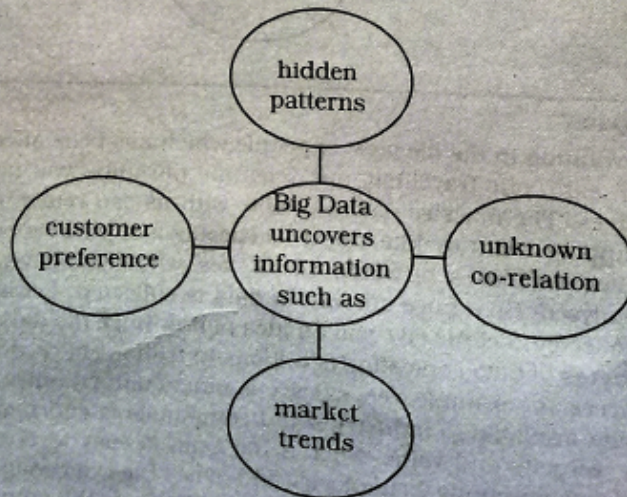 hidden
patterns
customer
preference
Big Data
uncovers
information
such as
unknown
co-relation
market
trends